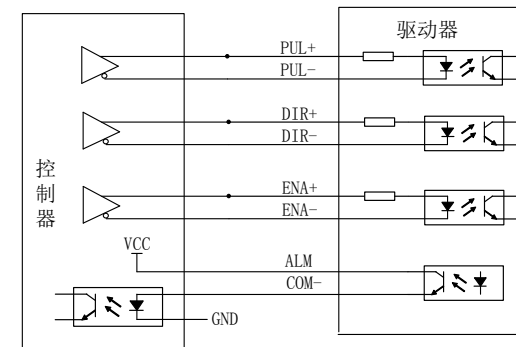 驱动器
PUL+
PUL-
DIR+
DIR-
控制器
ENA+
ENA-
VCC
ALM
COM-
GND